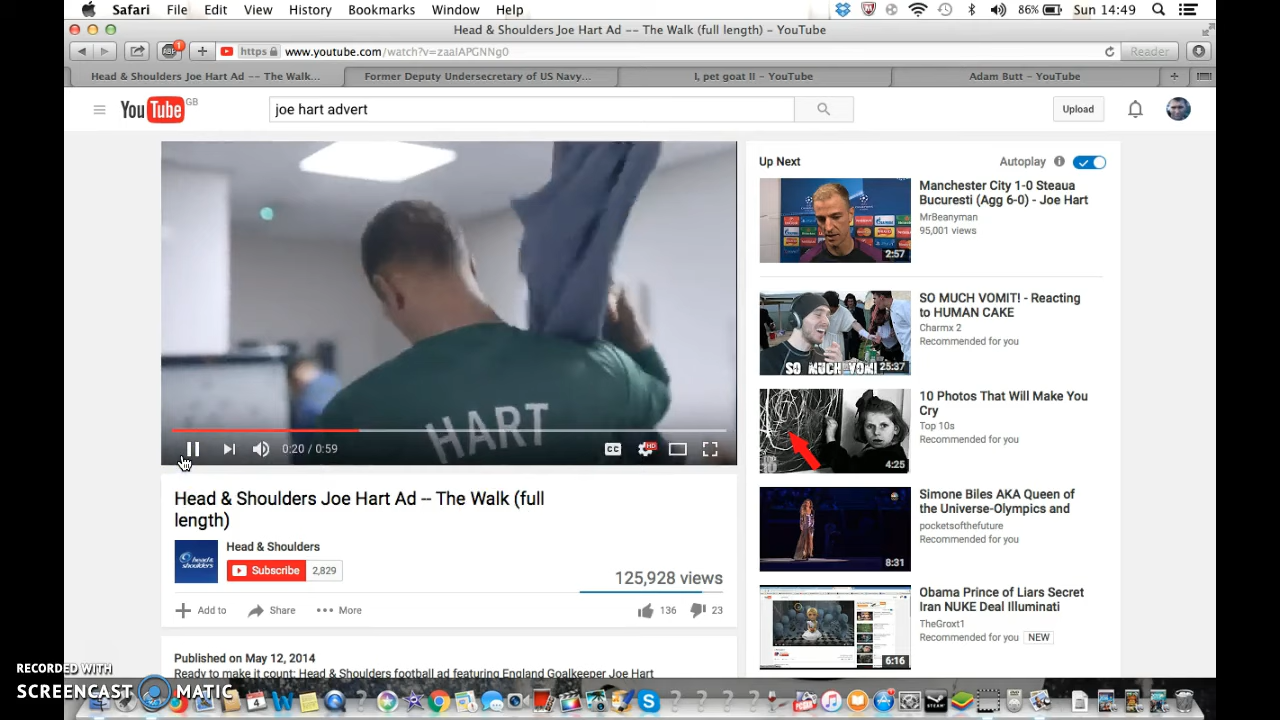 Safari File Edit View History Bookmarks Window Help 86% Sun 14:49
Head & Shoulders Joe Hart Ad -- The Walk (full length) - YouTube
ABP 1 https www.youtube.com/watch?v=zaalAPGNNg0 Reader
Head & Shoulders Joe Hart Ad -- The Walk... Former Deputy Undersecretary of US Navy... I, pet goat II - YouTube Adam Butt - YouTube
YouTube GB joe hart advert Upload
HART
0:20 / 0:59 CC HD
Head & Shoulders Joe Hart Ad -- The Walk (full
length)
head&
shoulders
Head & Shoulders
Subscribe 2,829
125,928 views
Add to Share More 136 23
Published on May 12, 2014
Ready to make it count: Head & Shoulders football ad featuring England Goalkeeper Joe Hart
Up Next Autoplay
2:57
Manchester City 1-0 Steaua
Bucuresti (Agg 6-0) - Joe Hart
MrBeanyman
95,001 views
SO MUCH VOMI
25:37
SO MUCH VOMIT! - Reacting
to HUMAN CAKE
Charmx 2
Recommended for you
4:25
10 Photos That Will Make You
Cry
Top 10s
Recommended for you
8:31
Simone Biles AKA Queen of
the Universe-Olympics and
pocketsofthefuture
Recommended for you
6:16
Obama Prince of Liars Secret
Iran NUKE Deal Illuminati
TheGroxt1
Recommended for you NEW
RECORDED WITH
SCREENCAST MATIC